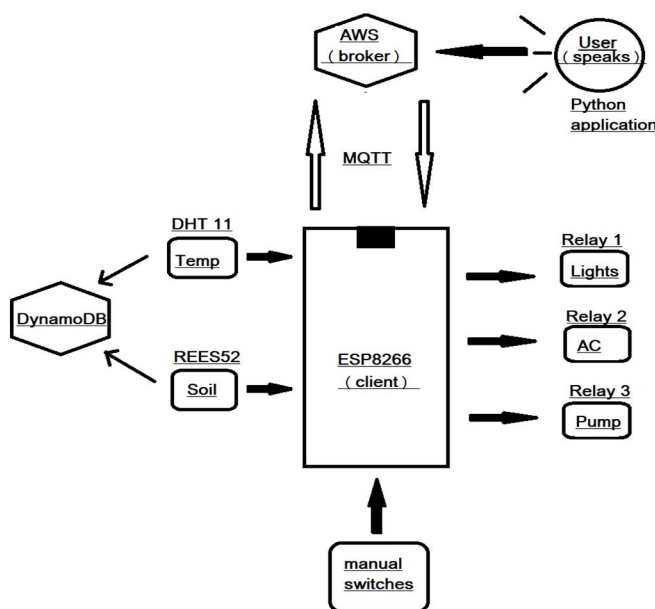 AWS
(broker)
User
(speaks)
Python
application
MQTT
DHT 11
Temp
Relay 1
Lights
DynamoDB
Relay 2
AC
REES52
Soil
ESP8266
(client)
Relay 3
Pump
manual
switches